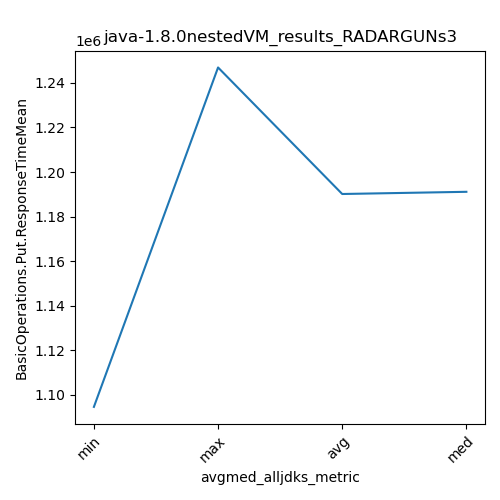 java-1.8.0nestedVM_results_RADARGUNs3
1e6
1.24
1.22
1.20
1.18
1.16
1.14
1.12
1.10
BasicOperations.Put.ResponseTimeMean
min
max
avg
med
avgmed_alljdks_metric